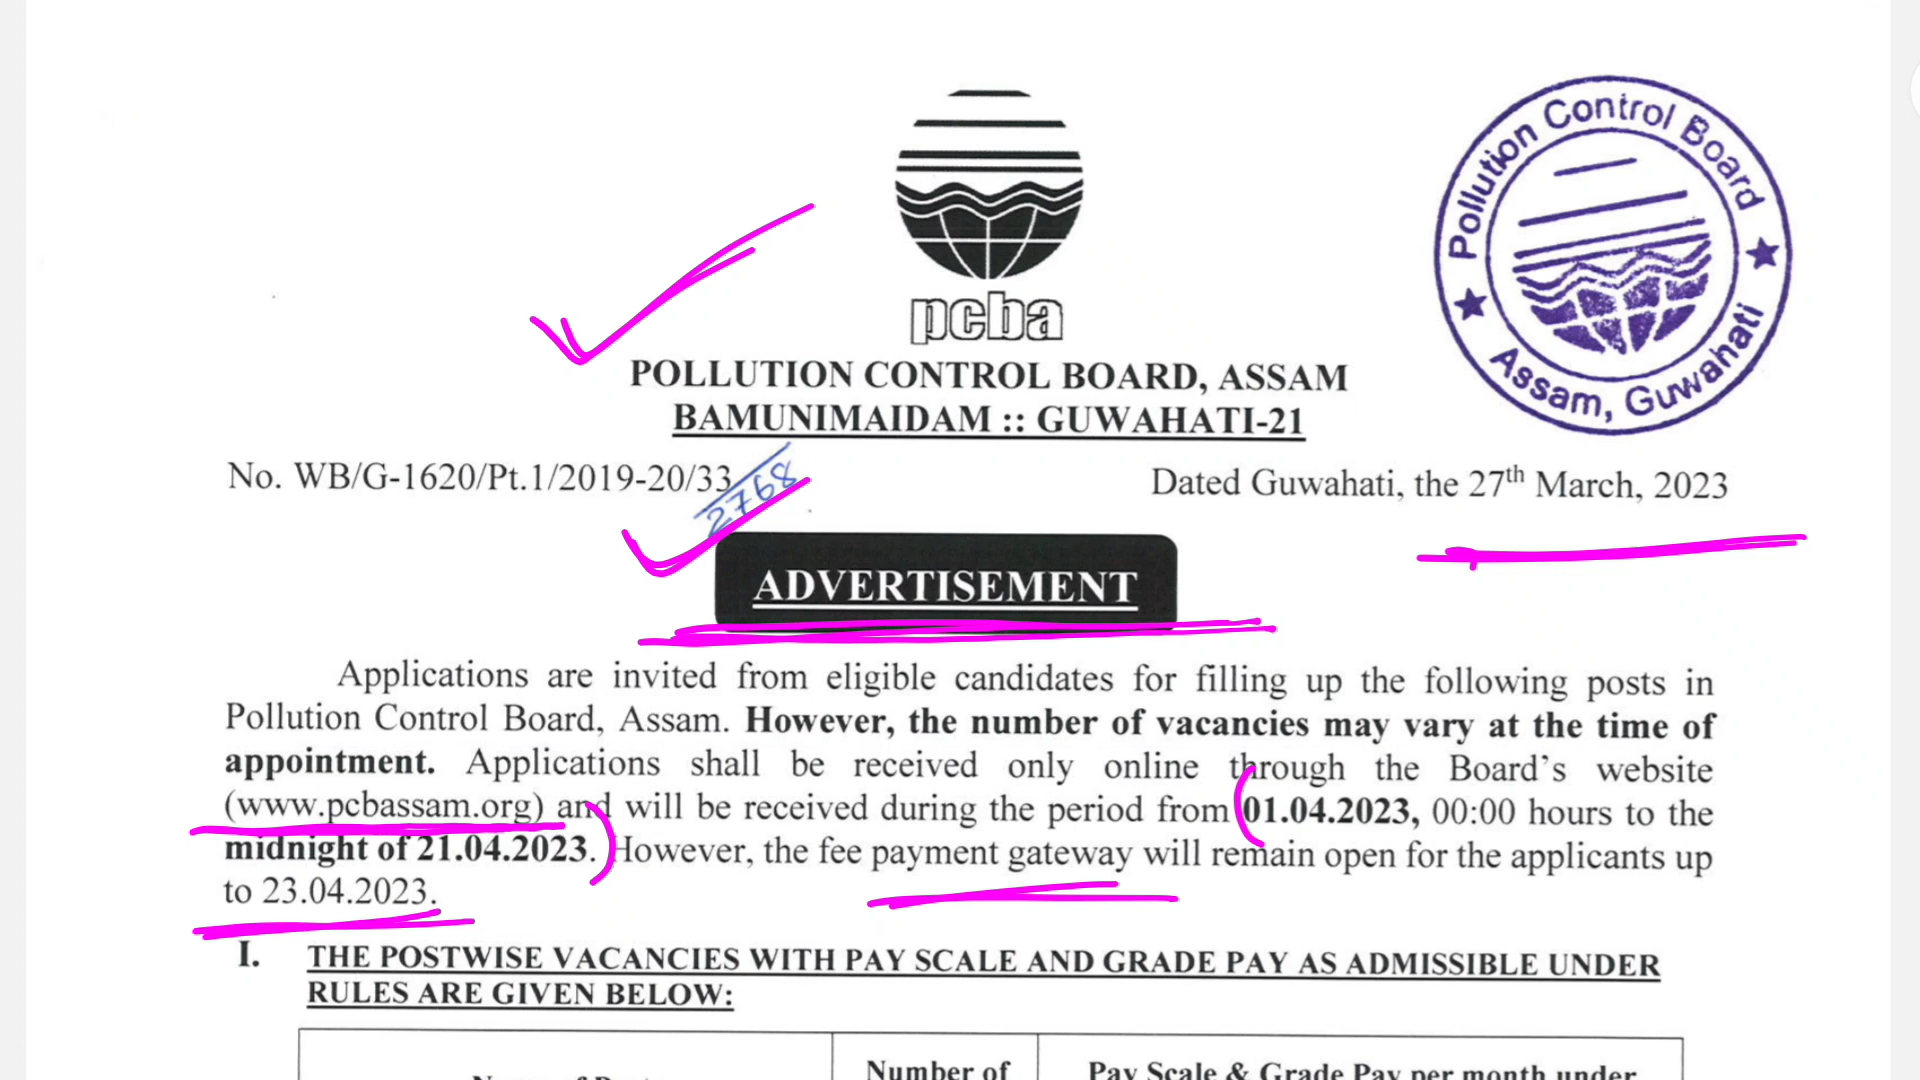 pcba
Pollution Control Board
Assam, Guwahati
POLLUTION CONTROL BOARD, ASSAM
BAMUNIMAIDAM :: GUWAHATI-21
No. WB/G-1620/Pt.1/2019-20/33
2768
Dated Guwahati, the 27th March, 2023
ADVERTISEMENT
Applications are invited from eligible candidates for filling up the following posts in
Pollution Control Board, Assam. However, the number of vacancies may vary at the time of
appointment. Applications shall be received only online through the Board's website
(www.pcbassam.org) and will be received during the period from 01.04.2023, 00:00 hours to the
midnight of 21.04.2023. However, the fee payment gateway will remain open for the applicants up
to 23.04.2023.
I. THE POSTWISE VACANCIES WITH PAY SCALE AND GRADE PAY AS ADMISSIBLE UNDER
RULES ARE GIVEN BELOW:
Number of
Pay Scale & Grade Pay per month under